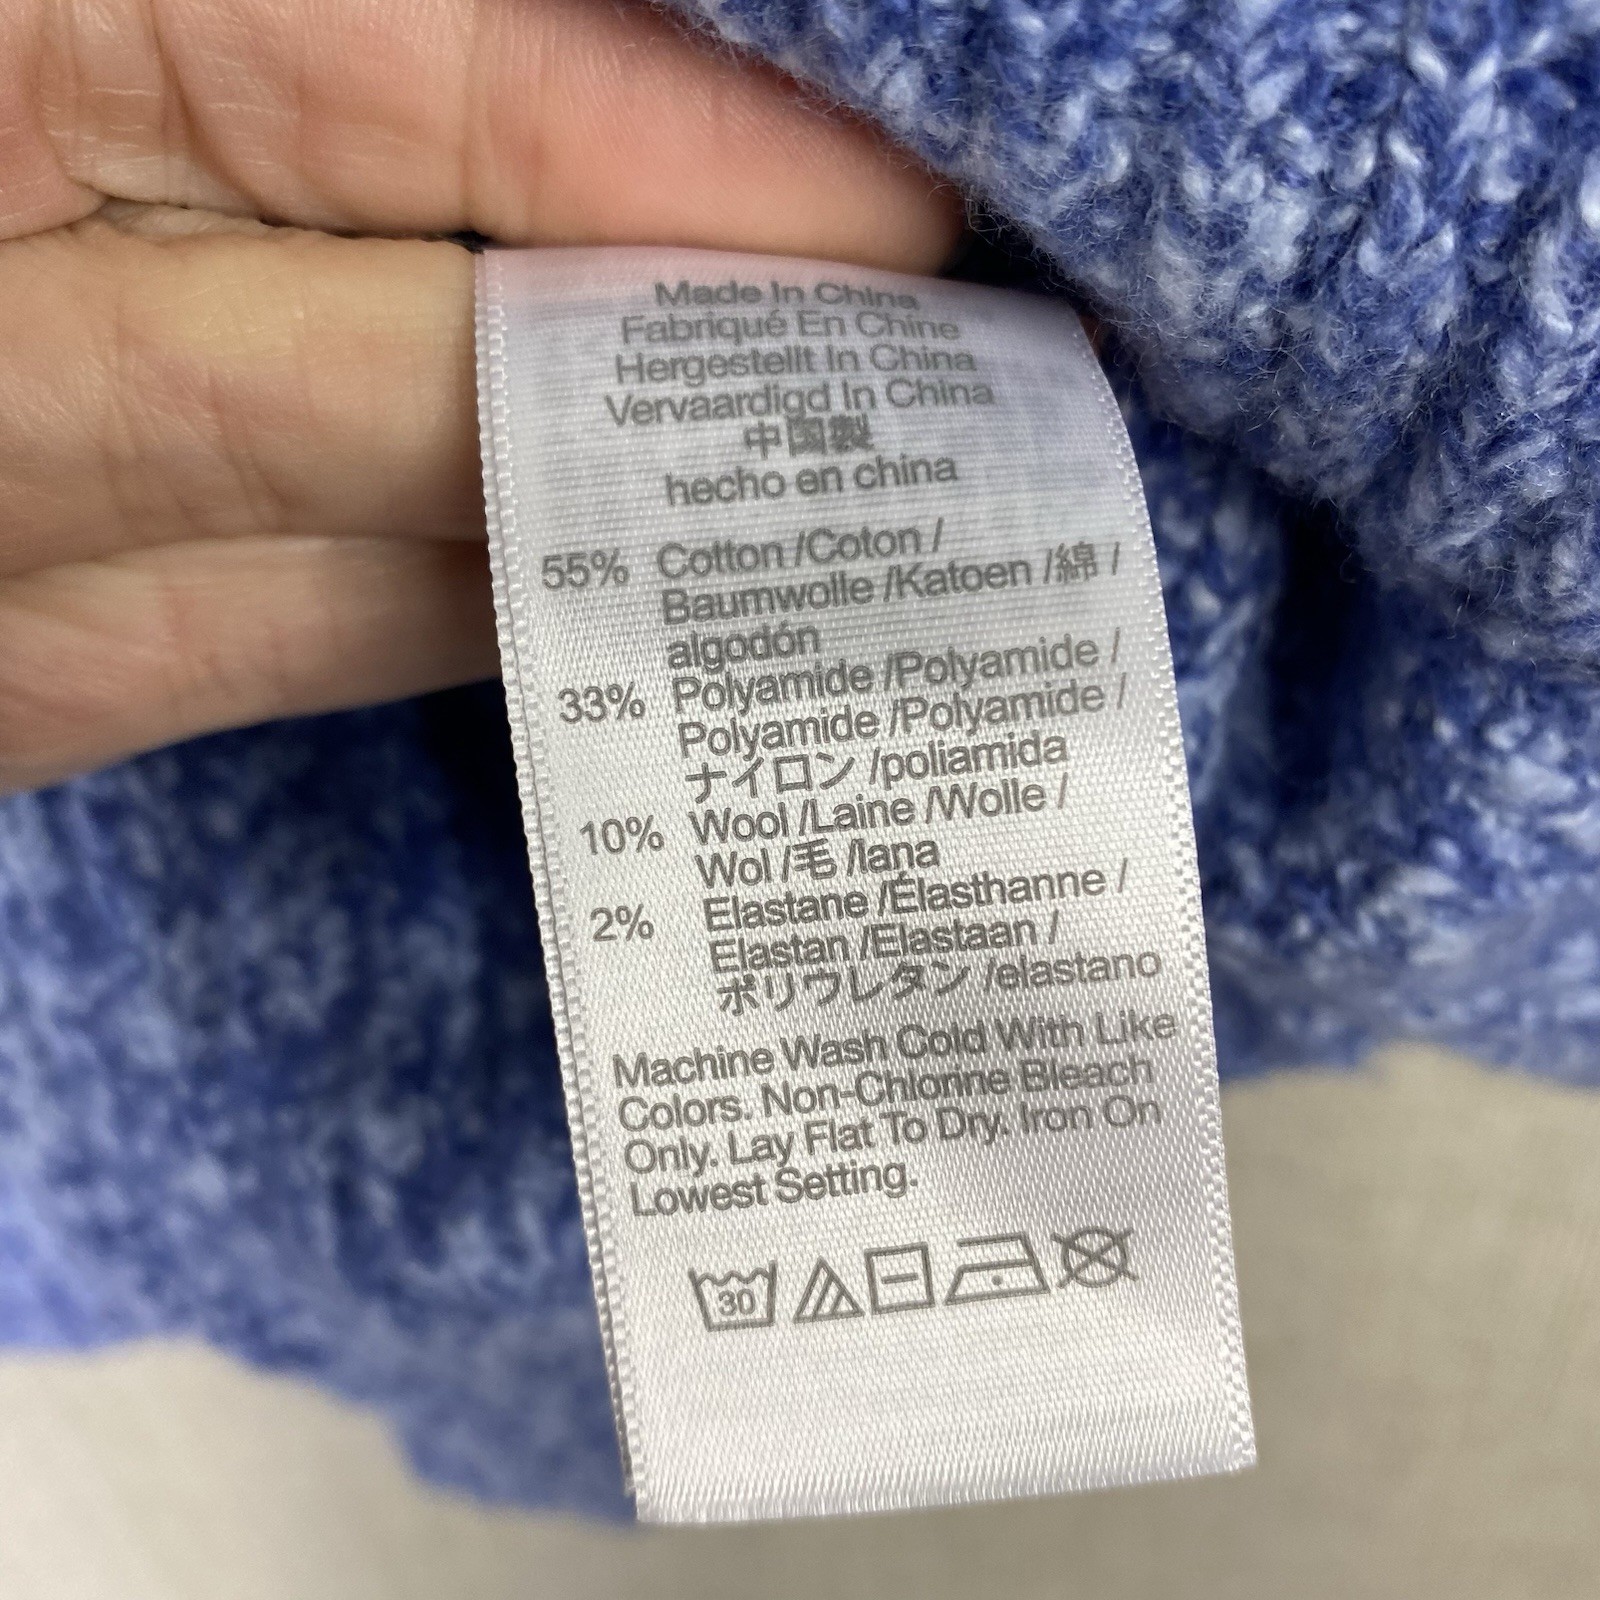 Made In China
Fabriqué En Chine
Hergestellt In China
Vervaardigd In China
中国製
hecho en china
55% Cotton /Coton /
Baumwolle /Katoen /綿 /
algodón
33% Polyamide /Polyamide /
Polyamide /Polyamide /
ナイロン /poliamida
10% Wool /Laine /Wolle /
Wol /毛 /lana
2% Elastane /Élasthanne /
Elastan /Elastaan /
ポリウレタン /elastano
Machine Wash Cold With Like
Colors. Non-Chlorine Bleach
Only. Lay Flat To Dry. Iron On
Lowest Setting.
30